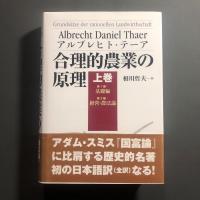 Grundsätze der rationellen Landwirthschaft
Albrecht Daniel Thaer
アルブレヒト・テーア
合理的農業の
原理
上巻
相川哲夫=訳
アダム・スミス『国富論』
に比肩する歴史的名著
初の日本語訳(全訳)なる!